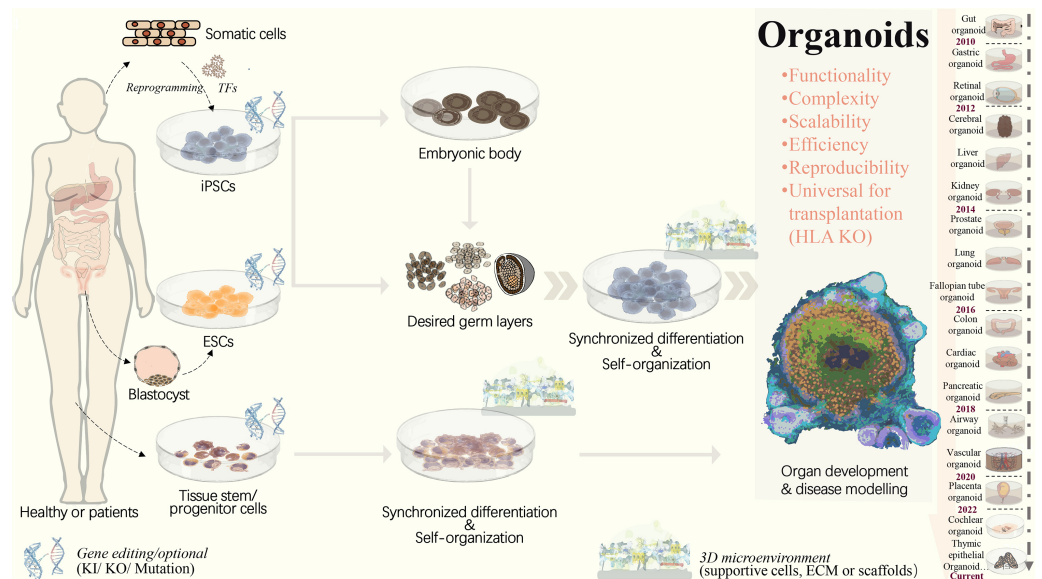 Somatic cells
Reprogramming
TFs
iPSCs
ESCs
Blastocyst
Tissue stem/
progenitor cells
Healthy or patients
Gene editing/optional
(KI/ KO/ Mutation)
Embryonic body
Desired germ layers
Synchronized differentiation
&
Self-organization
Synchronized differentiation
&
Self-organization
3D microenvironment
(supportive cells, ECM or scaffolds)
Organoids
•Functionality
•Complexity
•Scalability
•Efficiency
•Reproducibility
•Universal for
transplantation
(HLA KO)
Organ development
& disease modelling
Gut
organoid
2010
Gastric
organoid
Retinal
organoid
2012
Cerebral
organoid
Liver
organoid
Kidney
organoid
2014
Prostate
organoid
Lung
organoid
Fallopian tube
organoid
2016
Colon
organoid
Cardiac
organoid
Pancreatic
organoid
2018
Airway
organoid
Vascular
organoid
2020
Placenta
organoid
2022
Cochlear
organoid
Thymic
epithelial
Organoid...
Current